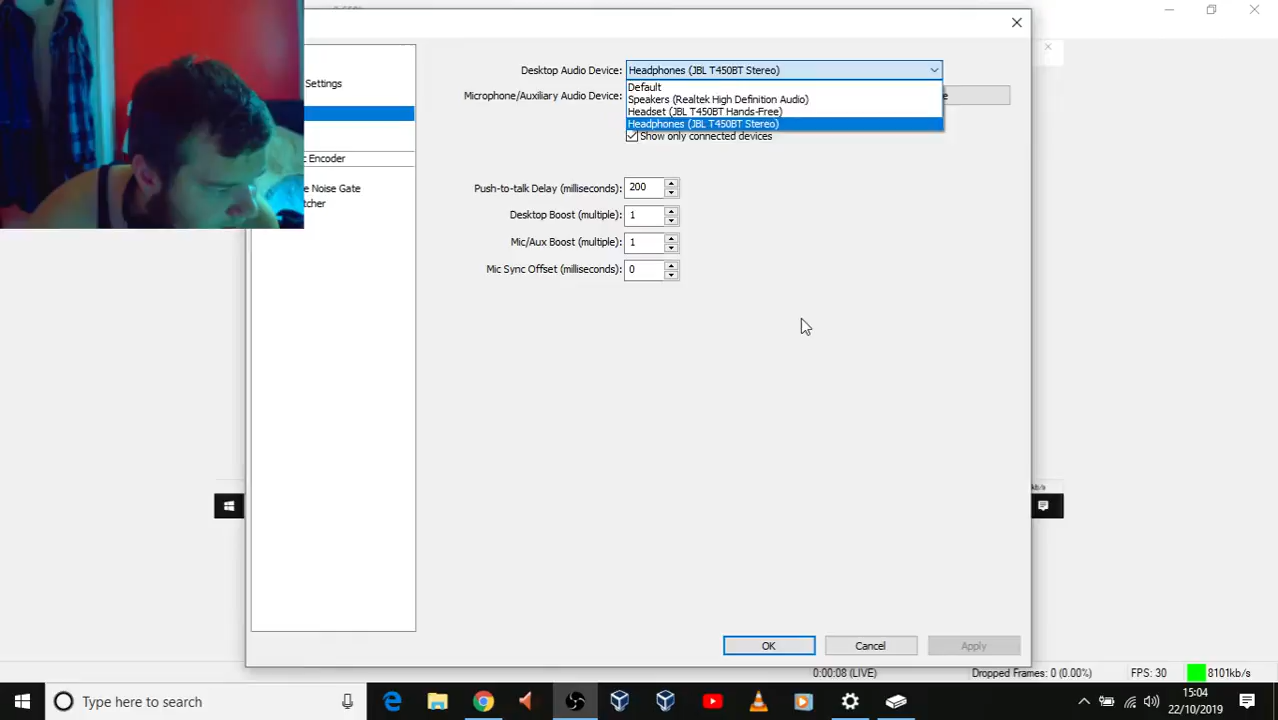 Settings
Encoder
Noise Gate
Desktop Audio Device: Headphones (JBL T450BT Stereo)
Default
Microphone/Auxiliary Audio Device:
Speakers (Realtek High Definition Audio)
Headset (JBL T450BT Hands-Free)
Headphones (JBL T450BT Stereo)
Show only connected devices
Push-to-talk Delay (milliseconds): 200
Desktop Boost (multiple): 1
Mic/Aux Boost (multiple): 1
Mic Sync Offset (milliseconds): 0
OK Cancel Apply
0:00:08 (LIVE) Dropped Frames: 0 (0.00%) FPS: 30 8101kb/s
Type here to search
15:04
22/10/2019